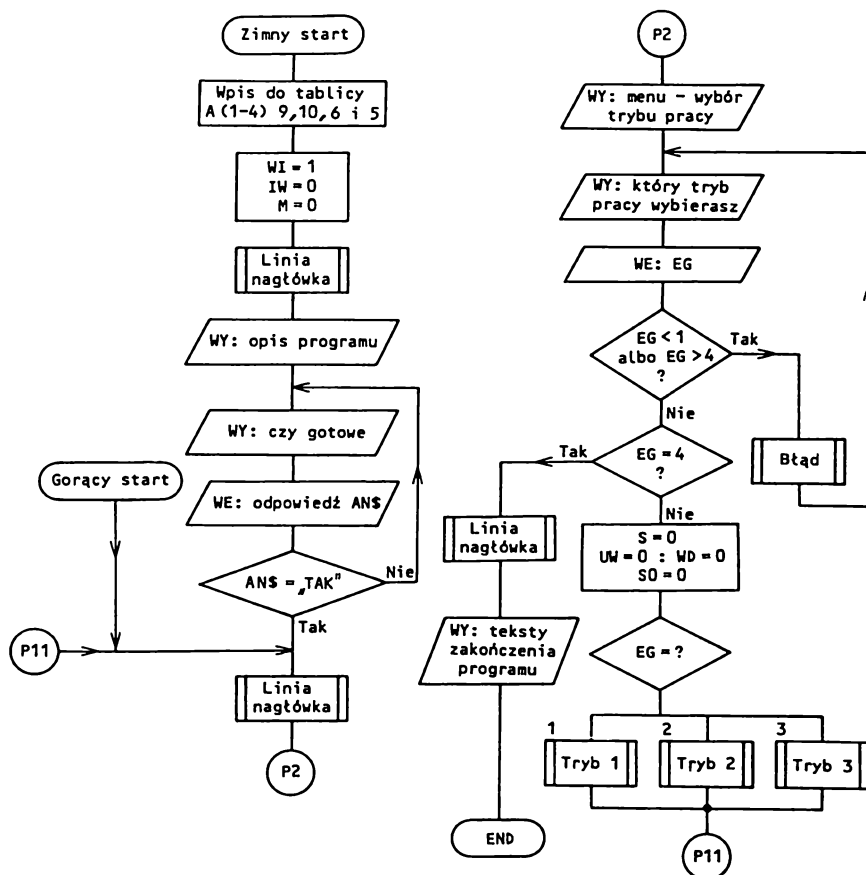 Zimny start
Wpis do tablicy
A(1-4) 9,10,6 i 5
WI = 1
IW = 0
M = 0
Linia
nagłówka
WY: opis programu
WY: czy gotowe
Gorący start
WE: odpowiedź AN$
AN$ = „TAK"
Nie
Tak
P11
Linia
nagłówka
P2
P2
WY: menu – wybór
trybu pracy
WY: który tryb
pracy wybierasz
WE: EG
EG < 1
albo EG > 4
?
Tak
Nie
Błąd
EG = 4
?
Tak
Nie
Linia
nagłówka
S = 0
UW = 0 : WD = 0
SO = 0
WY: teksty
zakończenia
programu
EG = ?
1
2
3
Tryb 1
Tryb 2
Tryb 3
END
P11